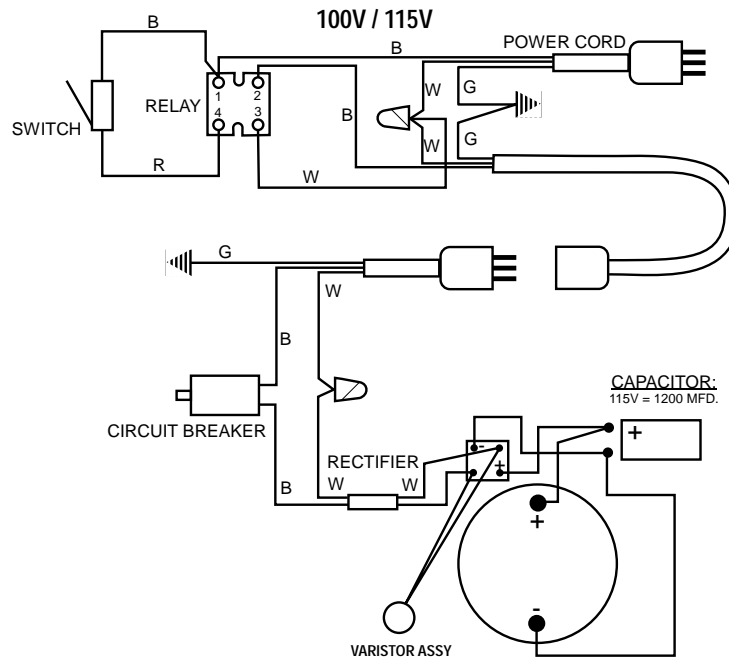 100V / 115V
B
B
POWER CORD
G
W
RELAY
1
2
4
3
SWITCH
B
W
G
R
W
G
W
B
CAPACITOR:
115V = 1200 MFD.
+
CIRCUIT BREAKER
-
RECTIFIER
+
W
W
B
+
-
VARISTOR ASSY